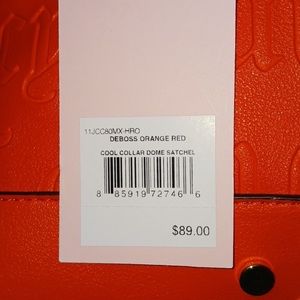 11JCC80MX-HRO
DEBOSS ORANGE RED
COOL COLLAR DOME SATCHEL
8 85919 72746 6
$89.00